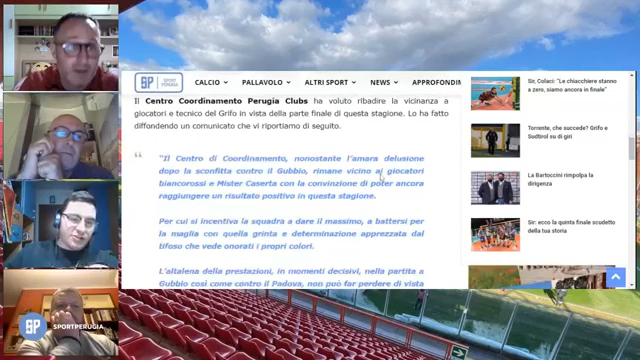 SP SPORT PERUGIA
CALCIO PALLAVOLO ALTRI SPORT NEWS APPROFONDIM
Il Centro Coordinamento Perugia Clubs ha voluto ribadire la vicinanza a
giocatori e tecnico del Grifo in vista della parte finale di questa stagione. Lo ha fatto
diffondendo un comunicato che vi riportiamo di seguito.
“
“Il Centro di Coordinamento, nonostante l’amara delusione
dopo la sconfitta contro il Gubbio, rimane vicino ai giocatori
biancorossi e Mister Caserta con la convinzione di poter ancora
raggiungere un risultato positivo in questa stagione.
Per cui si incentiva la squadra a dare il massimo, a battersi per
la maglia con quella grinta e determinazione apprezzata dal
tifoso che vede onorati i propri colori.
L’altalena della prestazioni, in momenti decisivi, nella partita a
Gubbio così come contro il Padova, non può far perdere di vista
Sir, Colaci: “Le chiacchiere stanno
a zero, siamo ancora in finale”
Torrente, che succede? Grifo e
Sudtirol su di giri
La Bartoccini rimpolpa la
dirigenza
Sir: ecco la quinta finale scudetto
della tua storia
SP SPORTPERUGIA